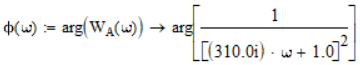 ϕ(ω) := arg(W_A(ω)) → arg[1/[[(310.0i)·ω + 1.0]^2]]